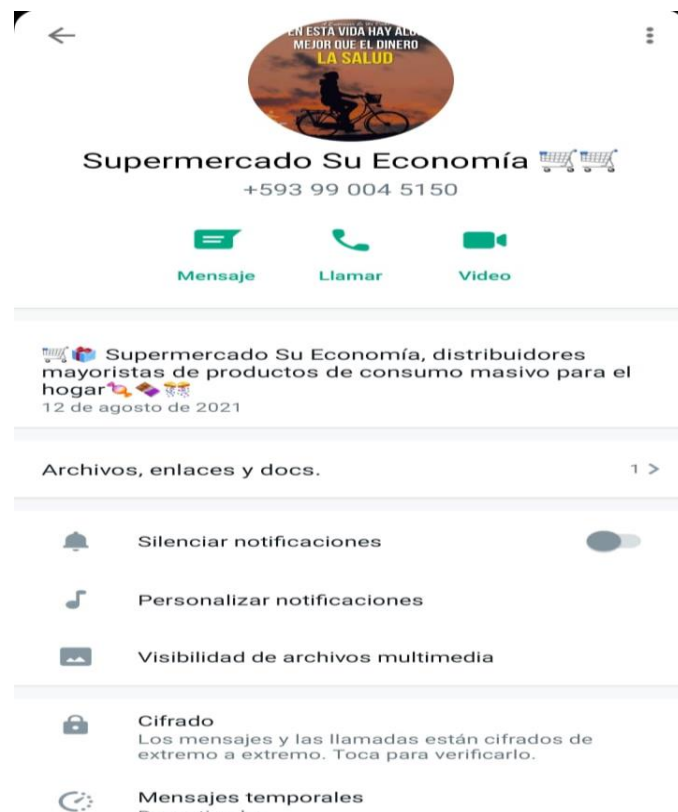 EN ESTA VIDA HAY ALGO
MEJOR QUE EL DINERO
LA SALUD
Supermercado Su Economía 🛒🛒
+593 99 004 5150
Mensaje Llamar Video
🛒🎁 Supermercado Su Economía, distribuidores
mayoristas de productos de consumo masivo para el
hogar🍬🍫🎊
12 de agosto de 2021
Archivos, enlaces y docs. 1 >
Silenciar notificaciones
Personalizar notificaciones
Visibilidad de archivos multimedia
Cifrado
Los mensajes y las llamadas están cifrados de
extremo a extremo. Toca para verificarlo.
Mensajes temporales